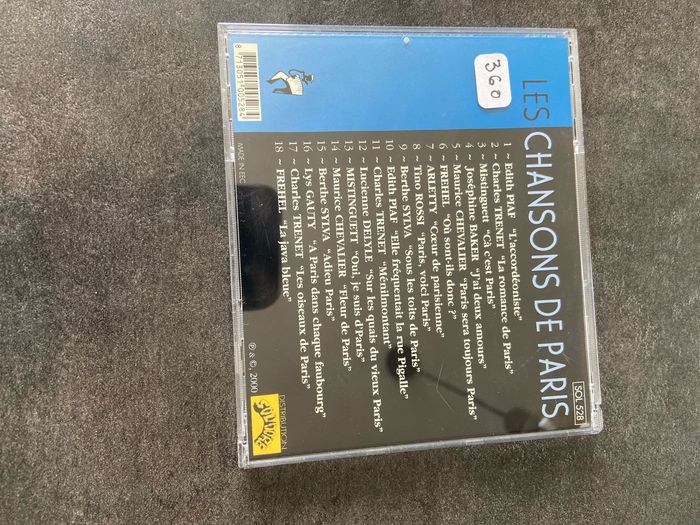 LES CHANSONS DE PARIS
360
SOL 528
1 ~ Edith PIAF "L'accordéoniste"
2 ~ Charles TRENET "La romance de Paris"
3 ~ Mistinguett "Cà c'est Paris"
4 ~ Joséphine BAKER "J'ai deux amours"
5 ~ Maurice CHEVALIER "Paris sera toujours Paris"
6 ~ FREHEL "Où sont-ils donc ?"
7 ~ ARLETTY "Cœur de parisienne"
8 ~ Tino ROSSI "Paris, voici Paris"
9 ~ Berthe SYLVA "Sous les toits de Paris"
10 ~ Edith PIAF "Elle fréquentait la rue Pigalle"
11 ~ Charles TRENET "Ménilmontant"
12 ~ Lucienne DELYLE "Sur les quais du vieux Paris"
13 ~ MISTINGUETT "Oui, je suis d'Paris"
14 ~ Maurice CHEVALIER "Fleur de Paris"
15 ~ Berthe SYLVA "Adieu Paris"
16 ~ Lys GAUTY "A Paris dans chaque faubourg"
17 ~ Charles TRENET "Les oiseaux de Paris"
18 ~ FREHEL "La java bleue"
8 713051 005284
MADE IN EEC
℗ & ©, 2000
DISTRIBUTION